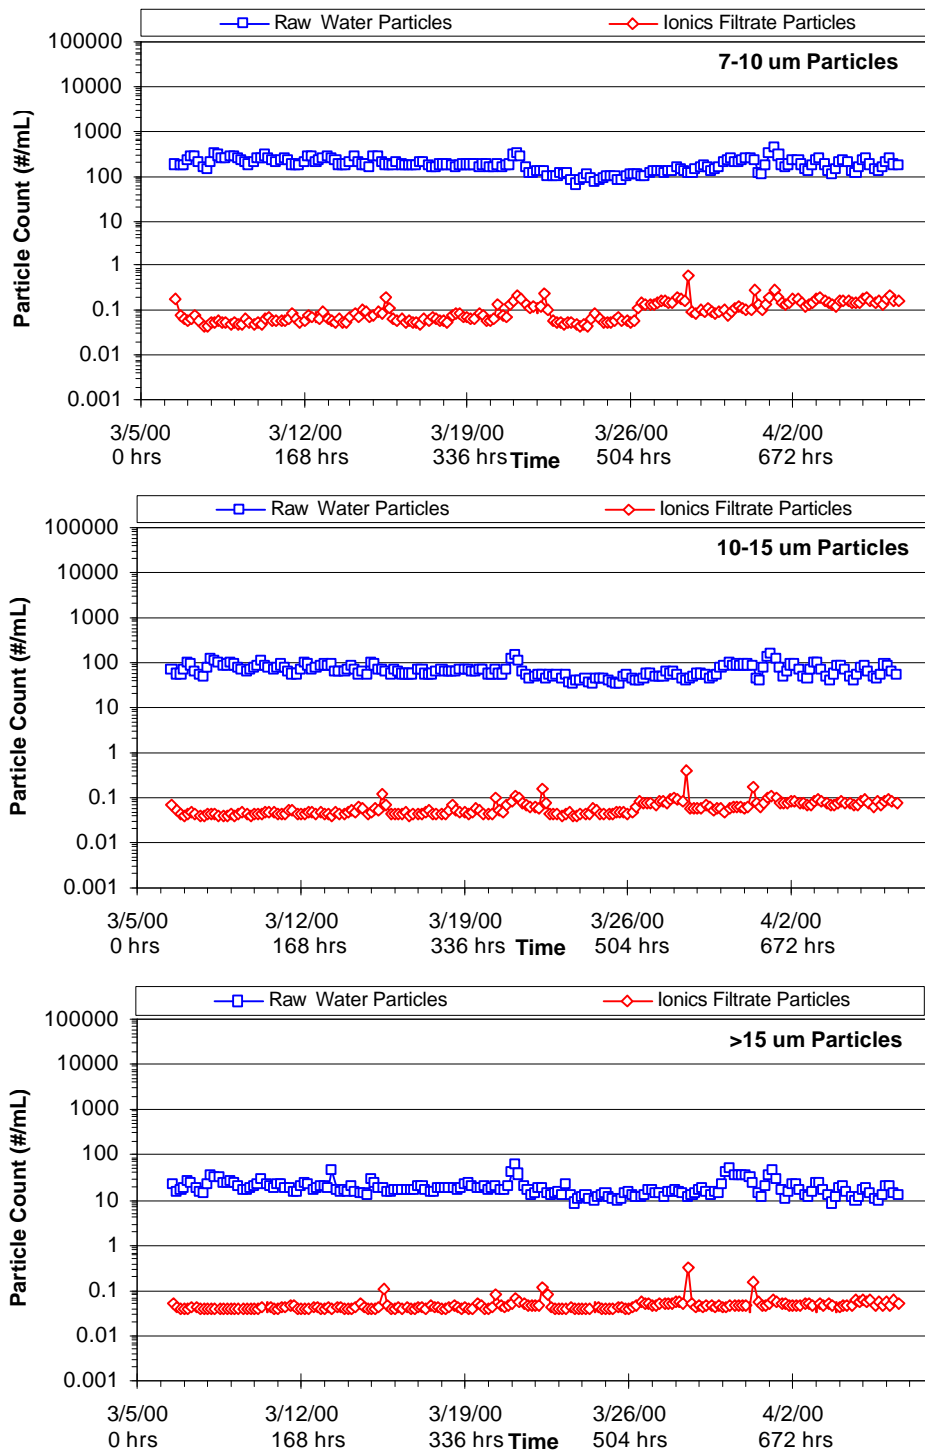 Raw Water Particles Ionics Filtrate Particles
7-10 um Particles
Particle Count (#/mL)
100000
10000
1000
100
10
1
0.1
0.01
0.001
3/5/00 3/12/00 3/19/00 3/26/00 4/2/00
0 hrs 168 hrs 336 hrs Time 504 hrs 672 hrs
Raw Water Particles Ionics Filtrate Particles
10-15 um Particles
Particle Count (#/mL)
100000
10000
1000
100
10
1
0.1
0.01
0.001
3/5/00 3/12/00 3/19/00 3/26/00 4/2/00
0 hrs 168 hrs 336 hrs Time 504 hrs 672 hrs
Raw Water Particles Ionics Filtrate Particles
>15 um Particles
Particle Count (#/mL)
100000
10000
1000
100
10
1
0.1
0.01
0.001
3/5/00 3/12/00 3/19/00 3/26/00 4/2/00
0 hrs 168 hrs 336 hrs Time 504 hrs 672 hrs